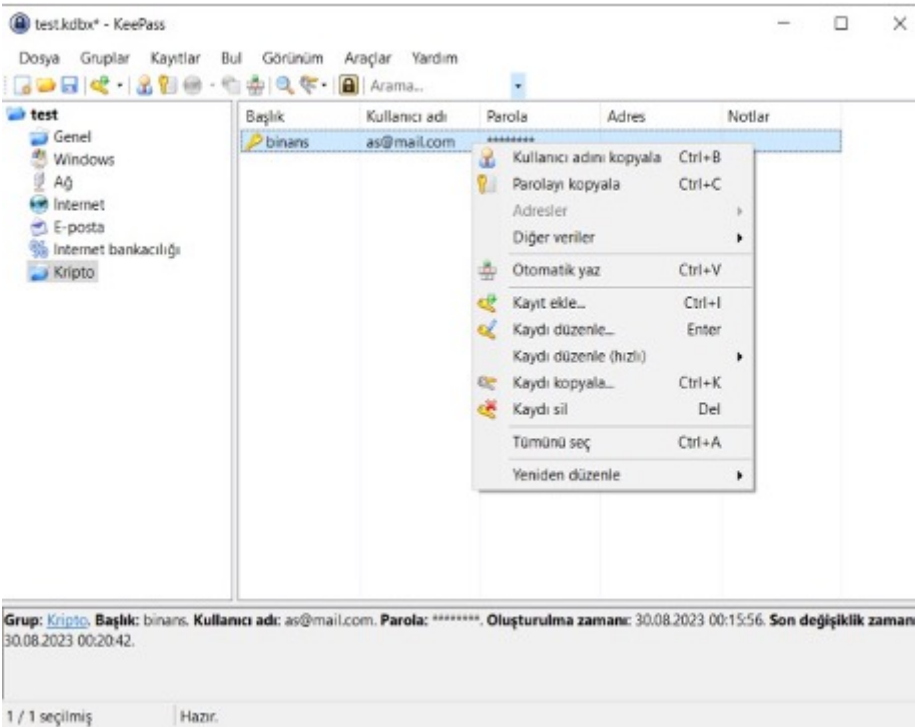 test.kdbx* - KeePass
Dosya Gruplar Kayıtlar Bul Görünüm Araçlar Yardım
Arama...
test
Genel
Windows
Ağ
Internet
E-posta
Internet bankacılığı
Kripto
Başlık Kullanıcı adı Parola Adres Notlar
binans as@mail.com ********
Kullanıcı adını kopyala Ctrl+B
Parolayı kopyala Ctrl+C
Adresler
Diğer veriler
Otomatik yaz Ctrl+V
Kayıt ekle... Ctrl+I
Kaydı düzenle... Enter
Kaydı düzenle (hızlı)
Kaydı kopyala... Ctrl+K
Kaydı sil Del
Tümünü seç Ctrl+A
Yeniden düzenle
Grup: Kripto. Başlık: binans. Kullanıcı adı: as@mail.com. Parola: ********. Oluşturulma zamanı: 30.08.2023 00:15:56. Son değişiklik zamanı
30.08.2023 00:20:42.
1 / 1 seçilmiş Hazır.